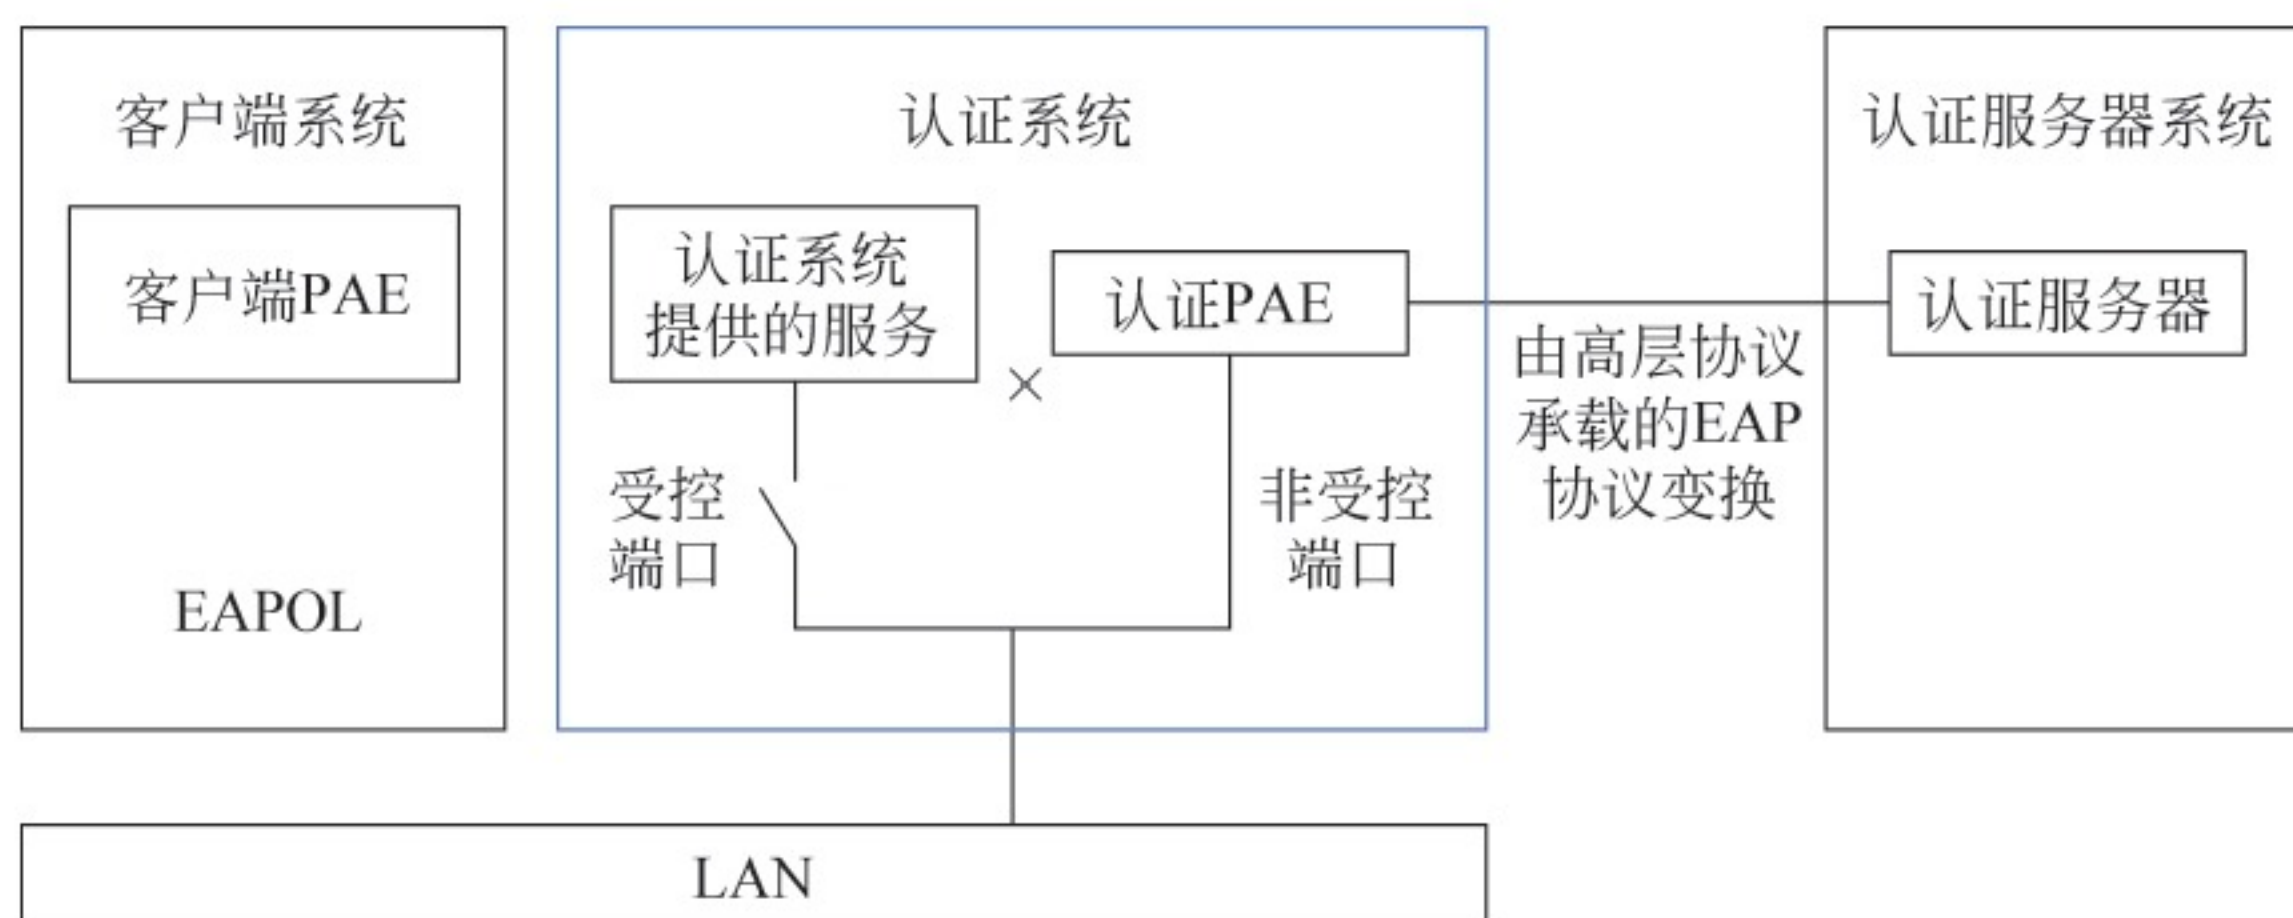 客户端系统
客户端PAE
EAPOL
认证系统
认证系统
提供的服务
认证PAE
受控
端口
非受控
端口
由高层协议
承载的EAP
协议变换
认证服务器系统
认证服务器
LAN